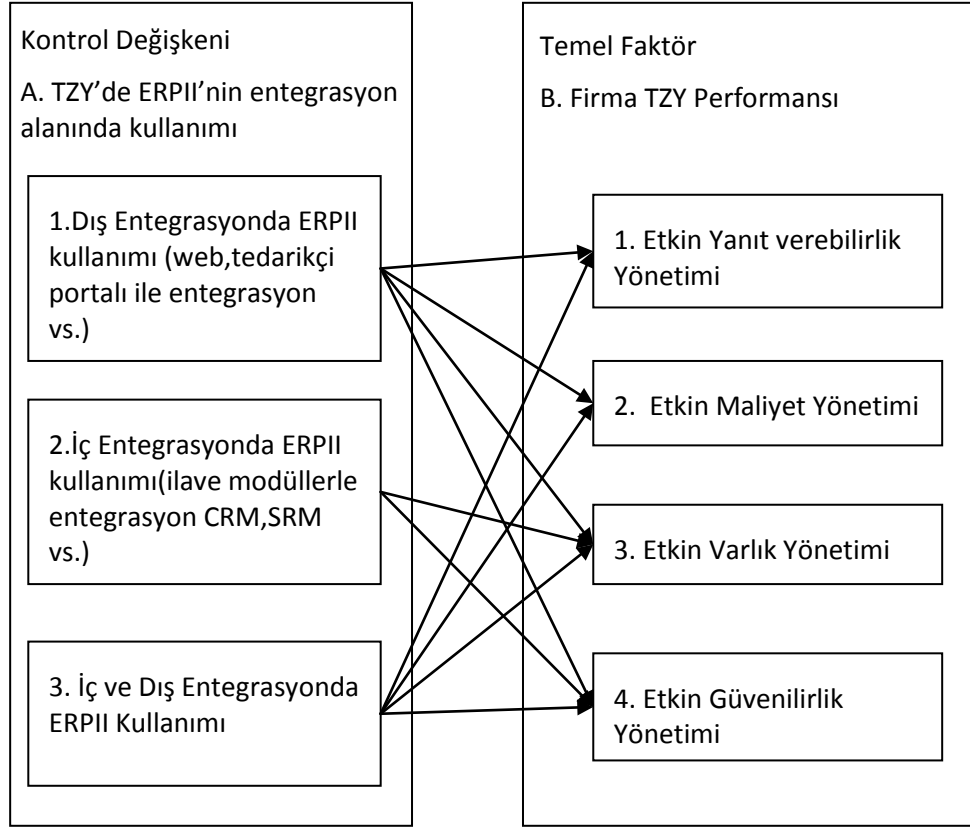 Kontrol Değişkeni
A. TZY’de ERPII’nin entegrasyon
alanında kullanımı
1.Dış Entegrasyonda ERPII
kullanımı (web,tedarikçi
portalı ile entegrasyon
vs.)
2.İç Entegrasyonda ERPII
kullanımı(ilave modüllerle
entegrasyon CRM,SRM
vs.)
3. İç ve Dış Entegrasyonda
ERPII Kullanımı
Temel Faktör
B. Firma TZY Performansı
1. Etkin Yanıt verebilirlik
Yönetimi
2. Etkin Maliyet Yönetimi
3. Etkin Varlık Yönetimi
4. Etkin Güvenilirlik
Yönetimi